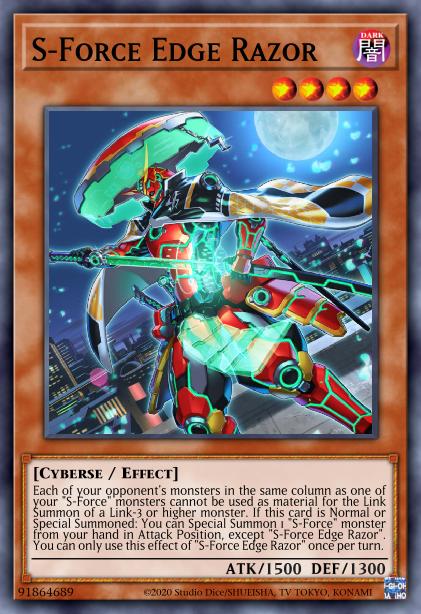 S-Force Edge Razor
DARK
闇
[Cyberse / Effect]
Each of your opponent's monsters in the same column as one of
your "S-Force" monsters cannot be used as material for the Link
Summon of a Link-3 or higher monster. If this card is Normal or
Special Summoned: You can Special Summon 1 "S-Force" monster
from your hand in Attack Position, except "S-Force Edge Razor".
You can only use this effect of "S-Force Edge Razor" once per turn.
ATK/1500 DEF/1300
91864689 ©2020 Studio Dice/SHUEISHA, TV TOKYO, KONAMI